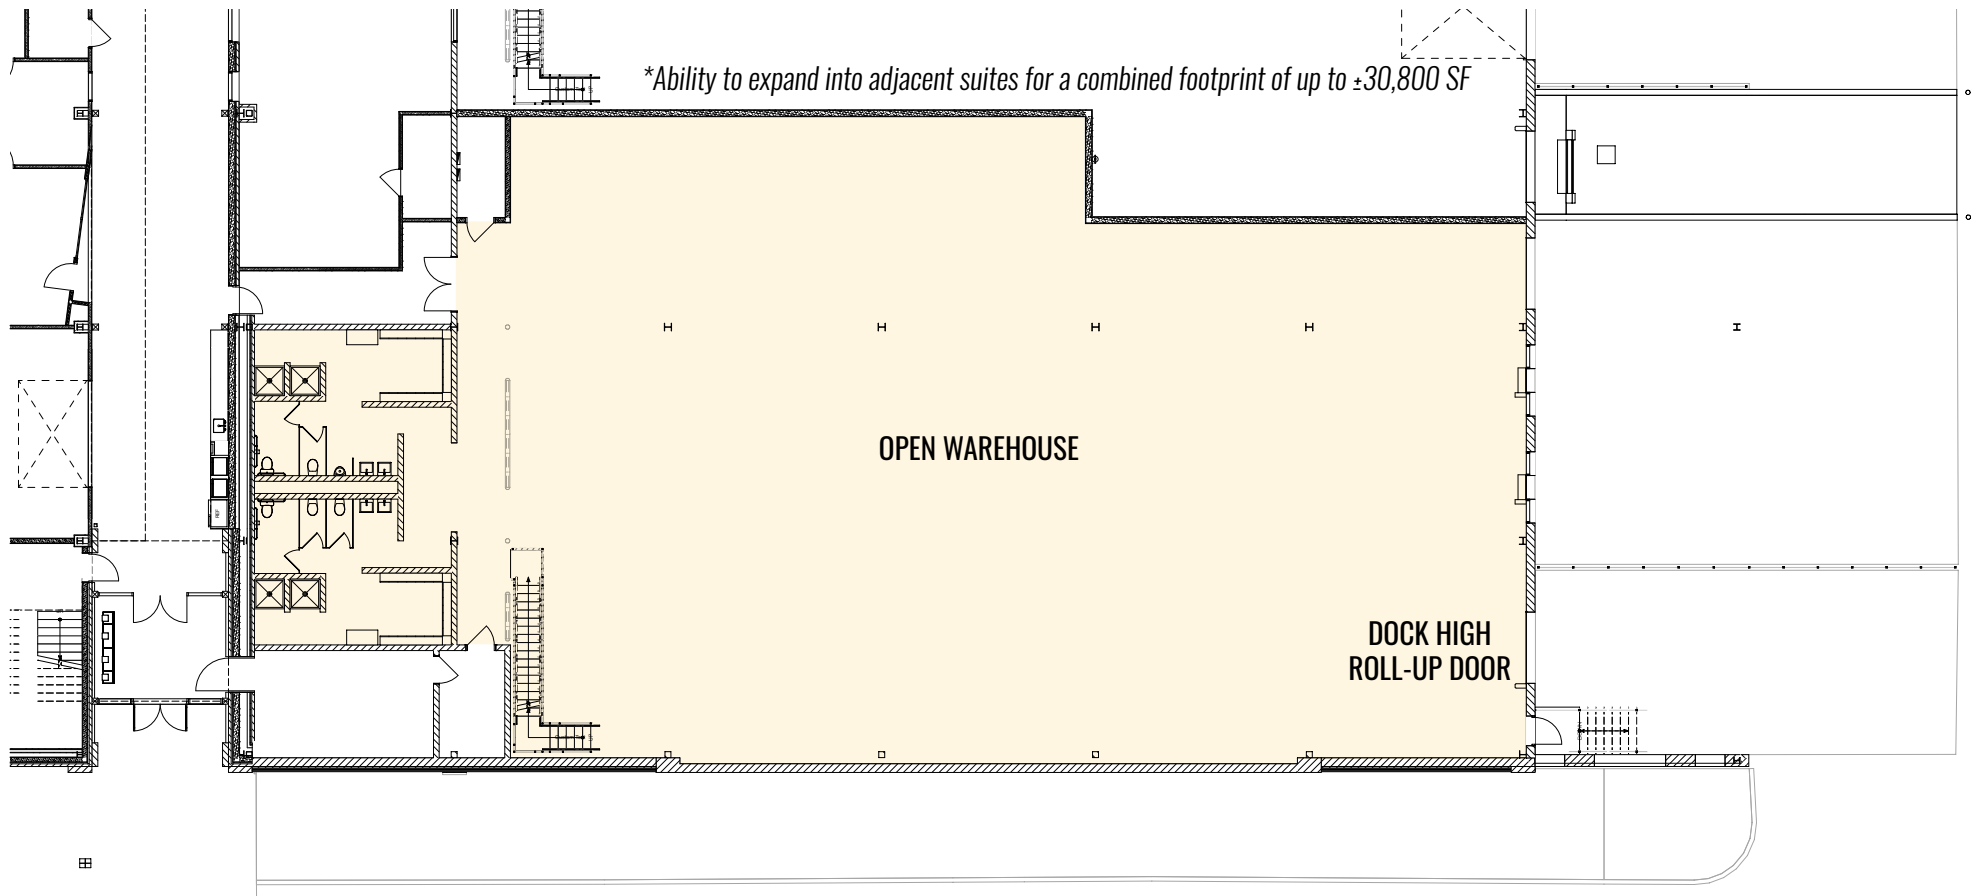 *Ability to expand into adjacent suites for a combined footprint of up to ±30,800 SF
OPEN WAREHOUSE
REF
DOCK HIGH
ROLL-UP DOOR